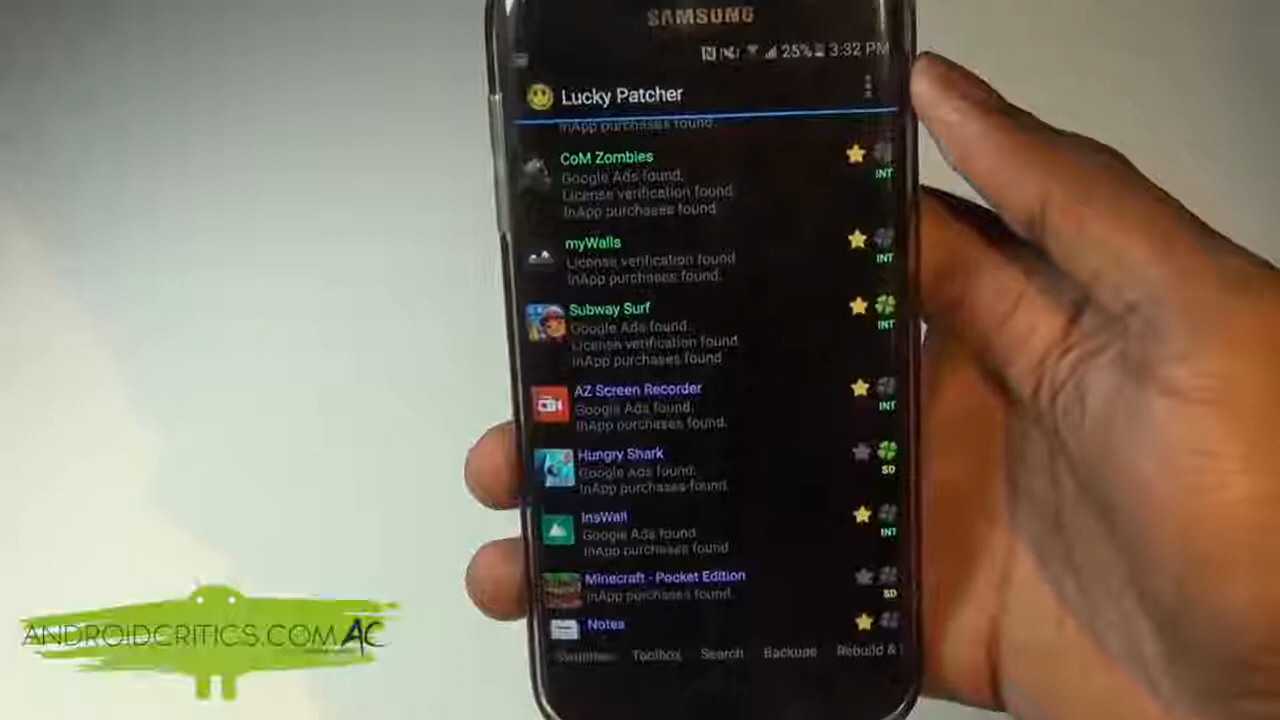 SAMSUNG
25% 3:32 PM
Lucky Patcher
InApp purchases found.
CoM Zombies
Google Ads found.
License verification found.
InApp purchases found
INT
myWalls
License verification found
InApp purchases found.
INT
Subway Surf
Google Ads found.
License verification found
InApp purchases found
INT
AZ Screen Recorder
Google Ads found.
InApp purchases found.
INT
Hungry Shark
Google Ads found.
InApp purchases found.
SD
InsWall
Google Ads found
InApp purchases found
INT
Minecraft - Pocket Edition
InApp purchases found.
SD
Notes
Toolbox Search Backups Rebuild &
ANDROIDCRITICS.COM AC